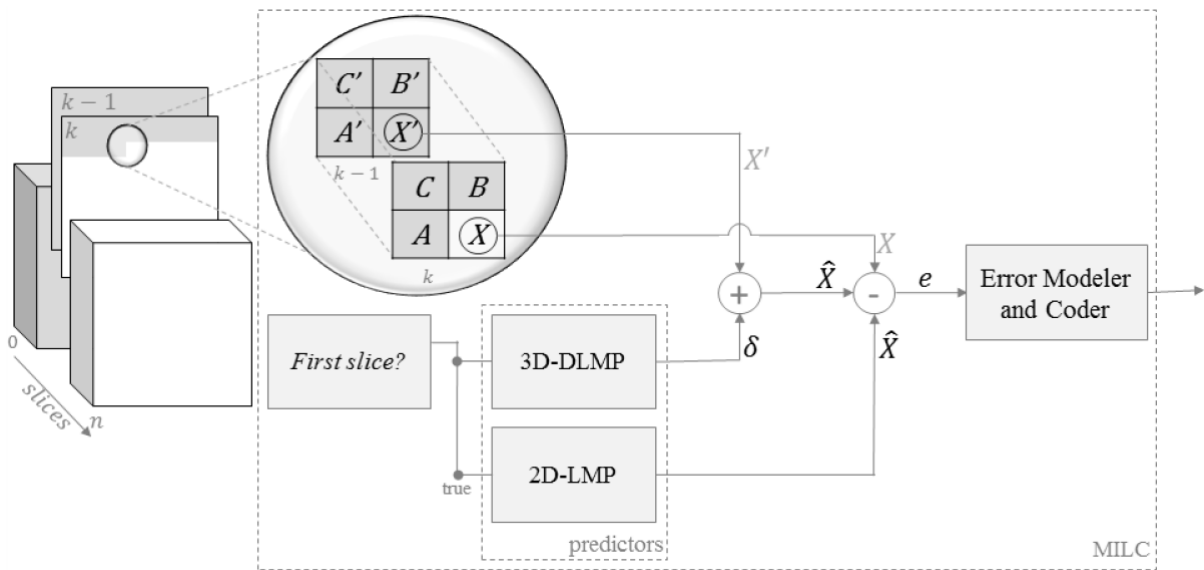 k − 1
k
0
slices
n
C′ B′
A′ X′
k − 1
C B
A X
k
X′
X
+
X̂
-
e
Error Modeler
and Coder
First slice?
3D-DLMP
δ
X̂
2D-LMP
true
predictors
MILC